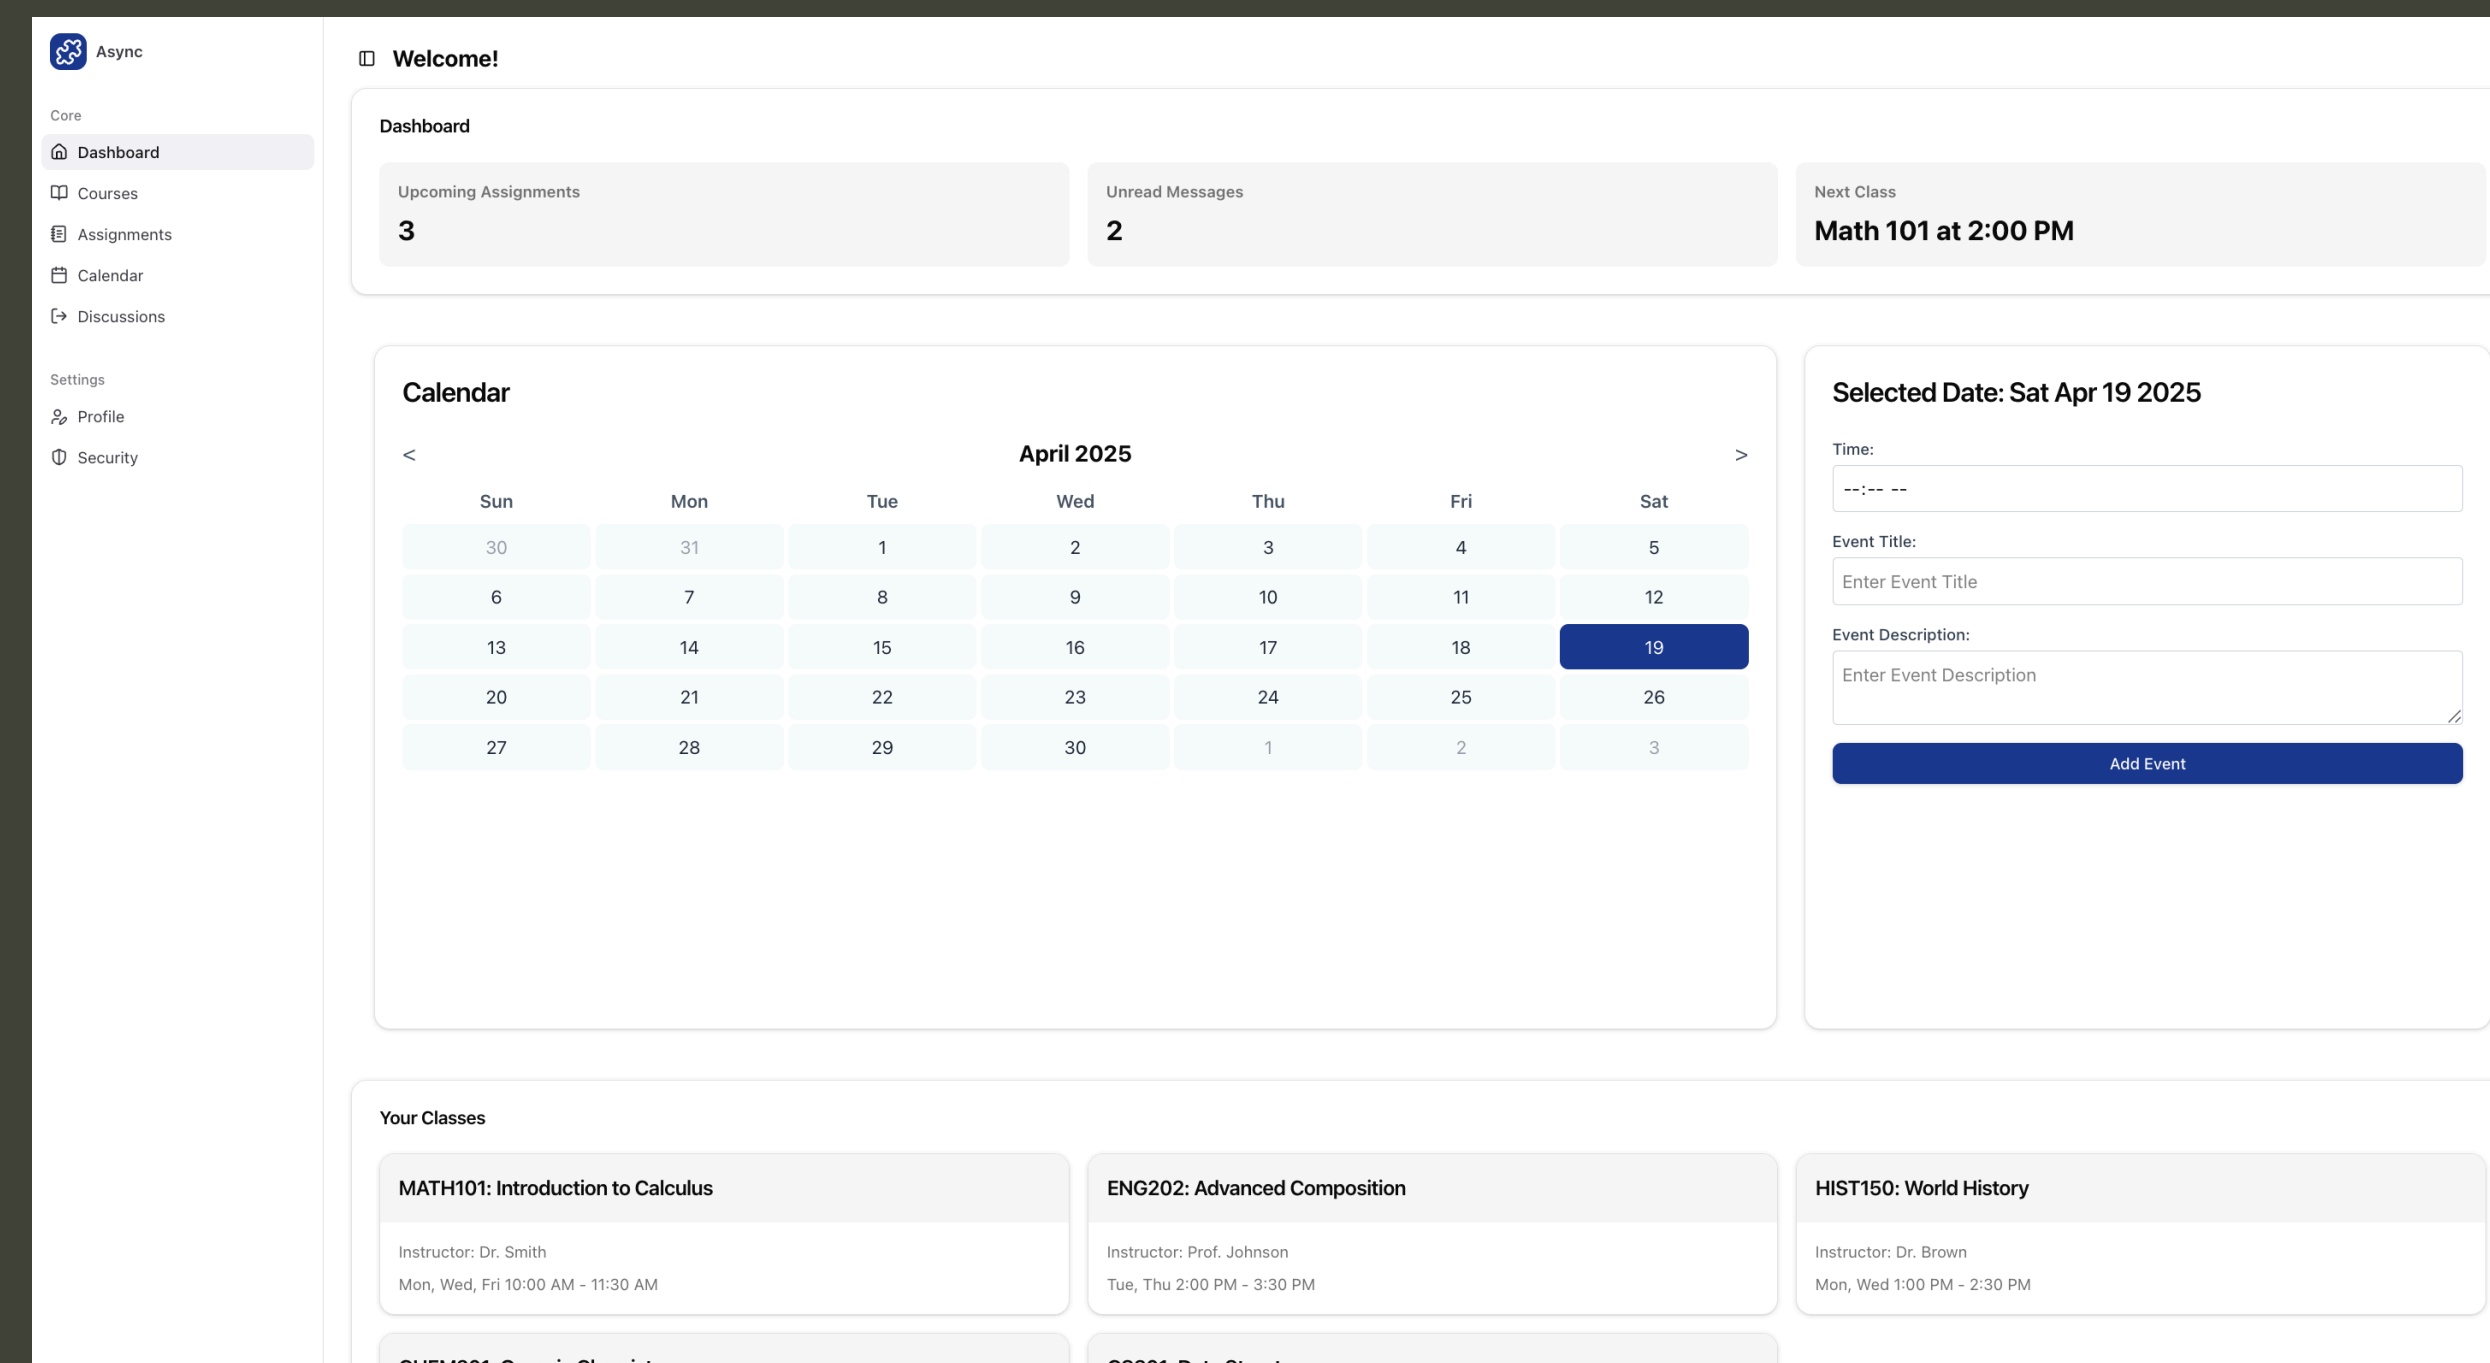 Async
Core
Dashboard
Courses
Assignments
Calendar
Discussions
Settings
Profile
Security
Welcome!
Dashboard
Upcoming Assignments
3
Unread Messages
2
Next Class
Math 101 at 2:00 PM
Calendar
< April 2025 >
Sun Mon Tue Wed Thu Fri Sat
30 31 1 2 3 4 5
6 7 8 9 10 11 12
13 14 15 16 17 18 19
20 21 22 23 24 25 26
27 28 29 30 1 2 3
Selected Date: Sat Apr 19 2025
Time:
--:-- --
Event Title:
Enter Event Title
Event Description:
Enter Event Description
Add Event
Your Classes
MATH101: Introduction to Calculus
Instructor: Dr. Smith
Mon, Wed, Fri 10:00 AM - 11:30 AM
ENG202: Advanced Composition
Instructor: Prof. Johnson
Tue, Thu 2:00 PM - 3:30 PM
HIST150: World History
Instructor: Dr. Brown
Mon, Wed 1:00 PM - 2:30 PM